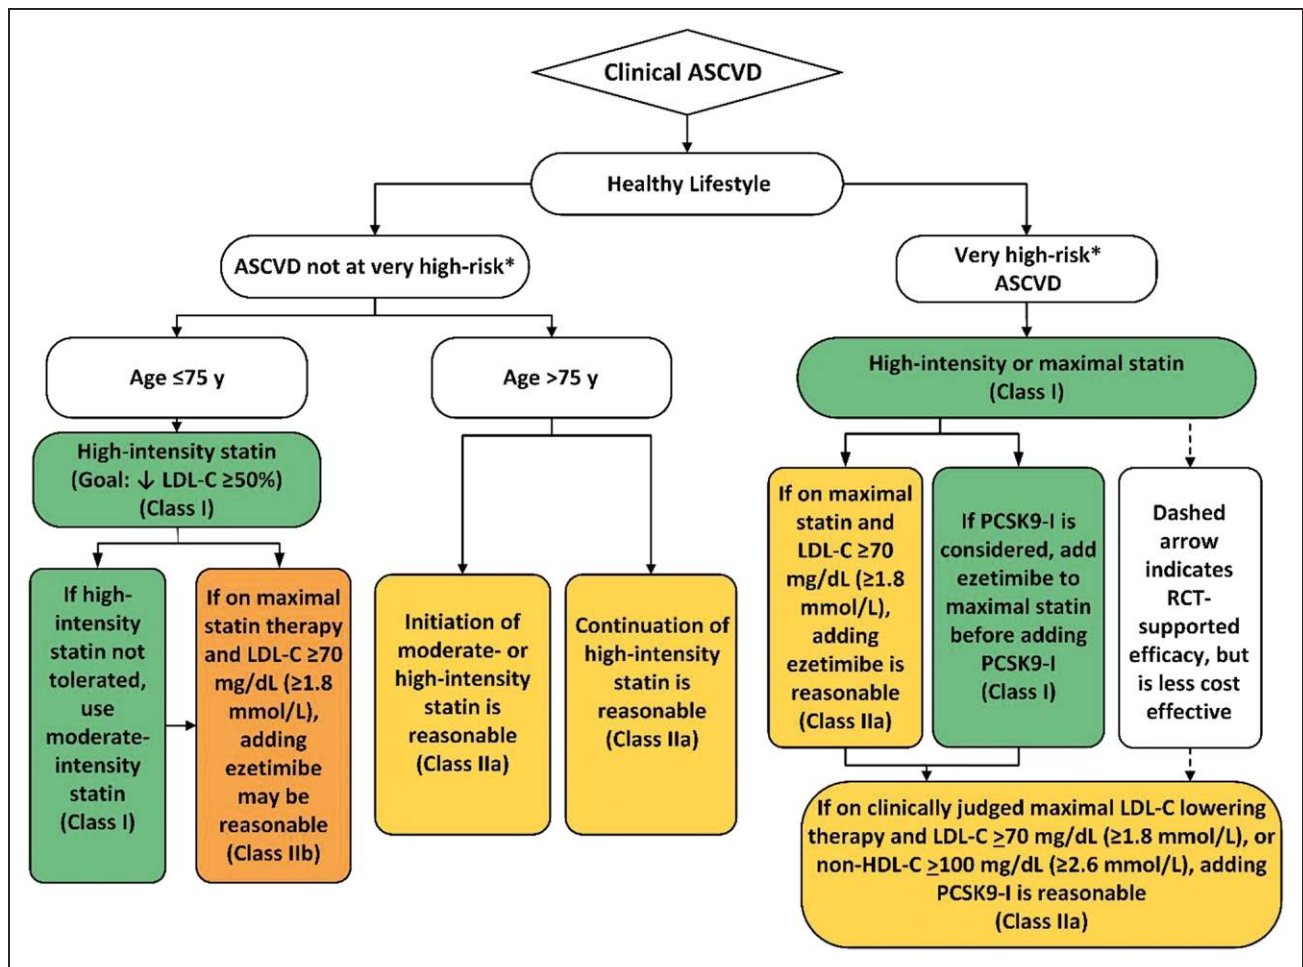 Clinical ASCVD
Healthy Lifestyle
ASCVD not at very high-risk*
Very high-risk*
ASCVD
Age ≤75 y
Age >75 y
High-intensity or maximal statin
(Class I)
High-intensity statin
(Goal: ↓ LDL-C ≥50%)
(Class I)
If high-
intensity
statin not
tolerated,
use
moderate-
intensity
statin
(Class I)
If on maximal
statin therapy
and LDL-C ≥70
mg/dL (≥1.8
mmol/L),
adding
ezetimibe
may be
reasonable
(Class IIb)
Initiation of
moderate- or
high-intensity
statin is
reasonable
(Class IIa)
Continuation of
high-intensity
statin is
reasonable
(Class IIa)
If on maximal
statin and
LDL-C ≥70
mg/dL (≥1.8
mmol/L),
adding
ezetimibe is
reasonable
(Class IIa)
If PCSK9-I is
considered, add
ezetimibe to
maximal statin
before adding
PCSK9-I
(Class I)
Dashed
arrow
indicates
RCT-
supported
efficacy, but
is less cost
effective
If on clinically judged maximal LDL-C lowering
therapy and LDL-C ≥70 mg/dL (≥1.8 mmol/L), or
non-HDL-C ≥100 mg/dL (≥2.6 mmol/L), adding
PCSK9-I is reasonable
(Class IIa)